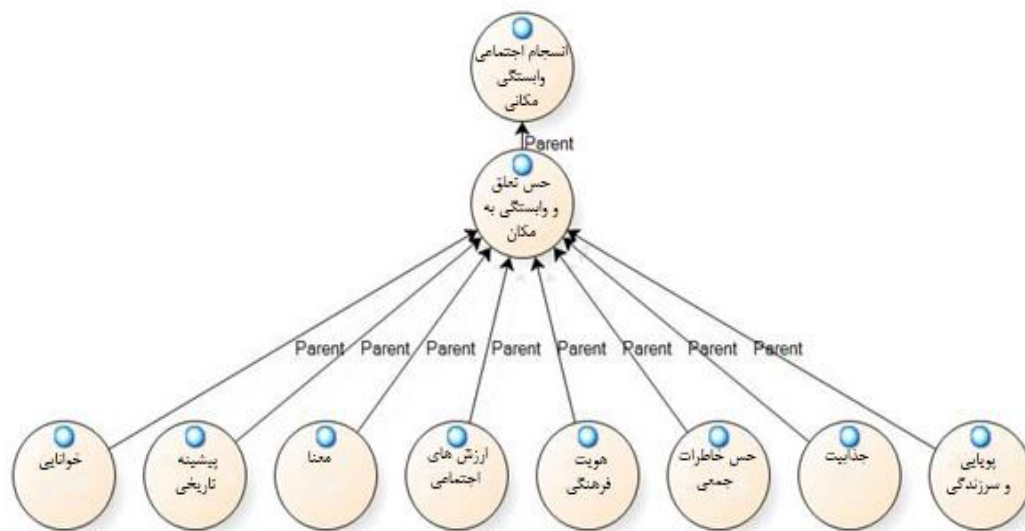 انسجام اجتماعی
وابستگی
مکانی
Parent
حس تعلق
و وابستگی به
مکان
Parent
Parent
Parent
Parent
Parent
Parent
Parent
Parent
خوانایی
پیشینه
تاریخی
معنا
ارزش های
اجتماعی
هویت
فرهنگی
حس خاطرات
جمعی
جذابیت
پویایی
و سرزندگی